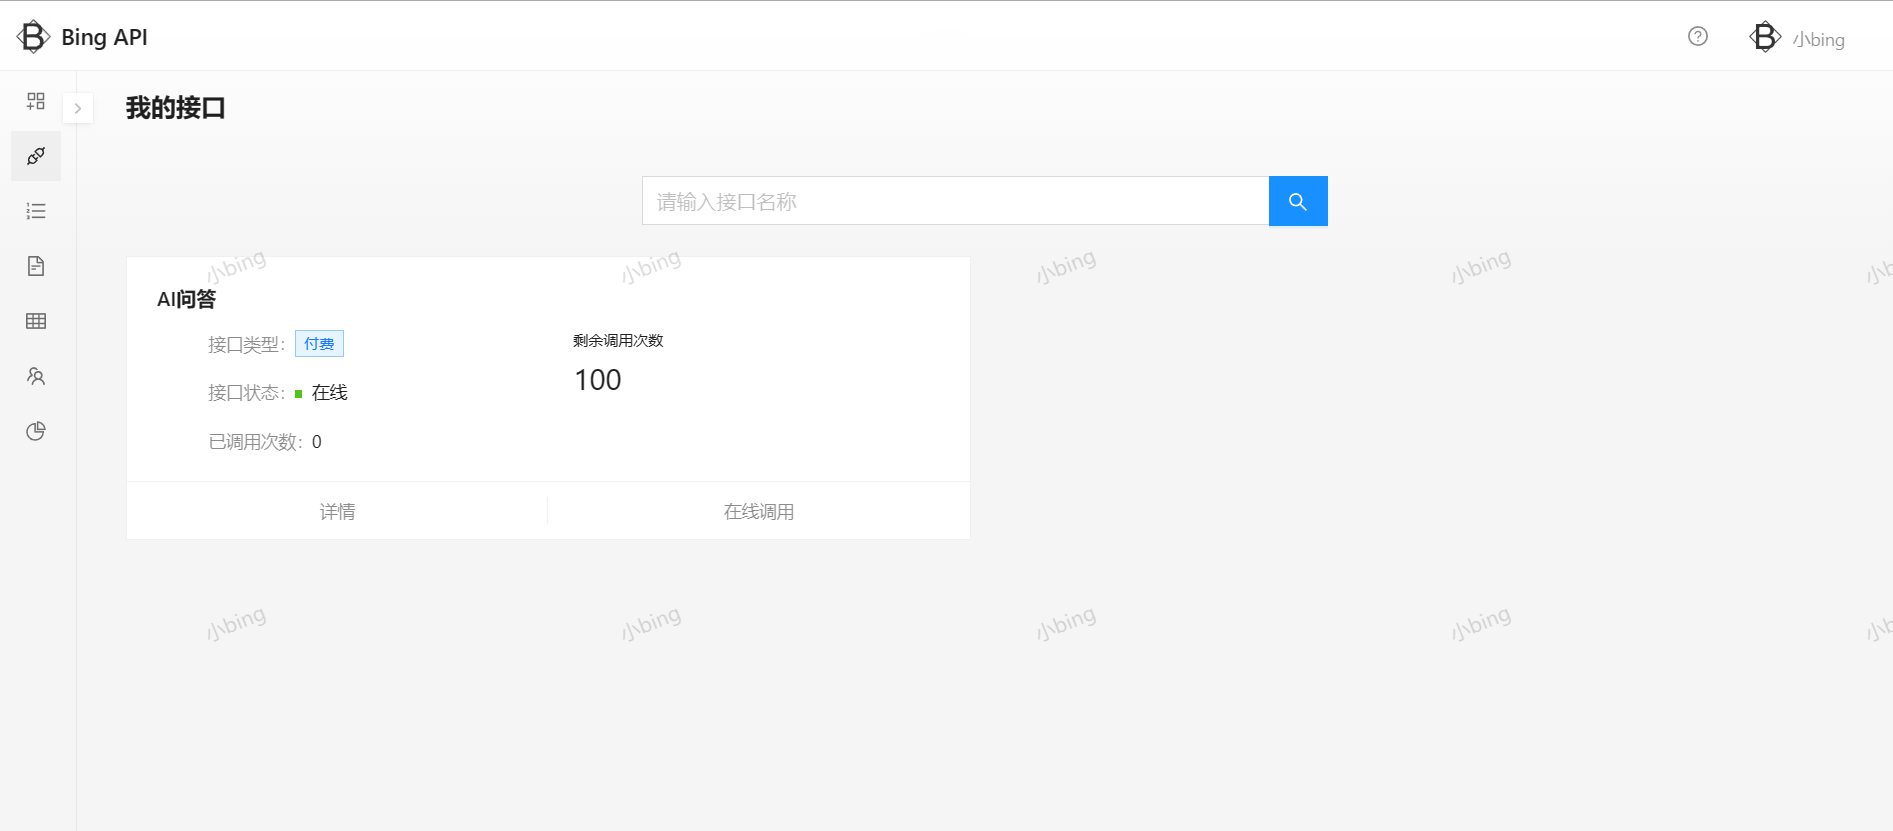 Bing API
小bing
我的接口
请输入接口名称
小bing 小bing 小bing 小bing 小b
AI问答
接口类型: 付费
剩余调用次数
100
接口状态: 在线
已调用次数: 0
详情
在线调用
小bing 小bing 小bing 小bing 小b